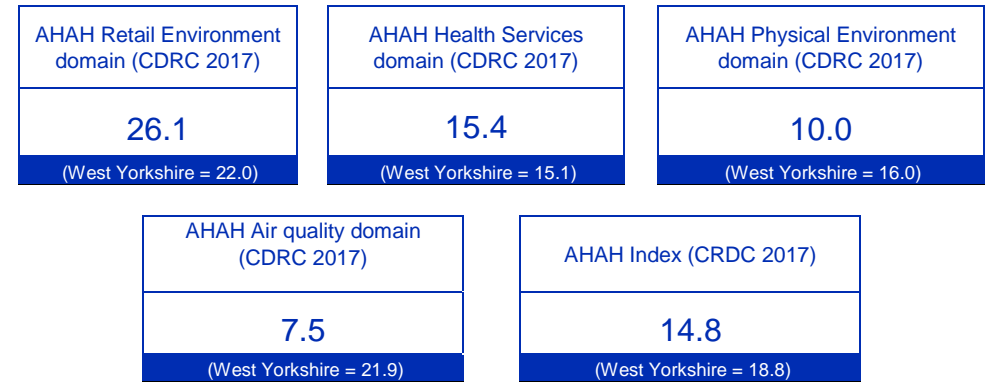 AHAH Retail Environment
domain (CDRC 2017)
26.1
(West Yorkshire = 22.0)
AHAH Health Services
domain (CDRC 2017)
15.4
(West Yorkshire = 15.1)
AHAH Physical Environment
domain (CDRC 2017)
10.0
(West Yorkshire = 16.0)
AHAH Air quality domain
(CDRC 2017)
7.5
(West Yorkshire = 21.9)
AHAH Index (CRDC 2017)
14.8
(West Yorkshire = 18.8)